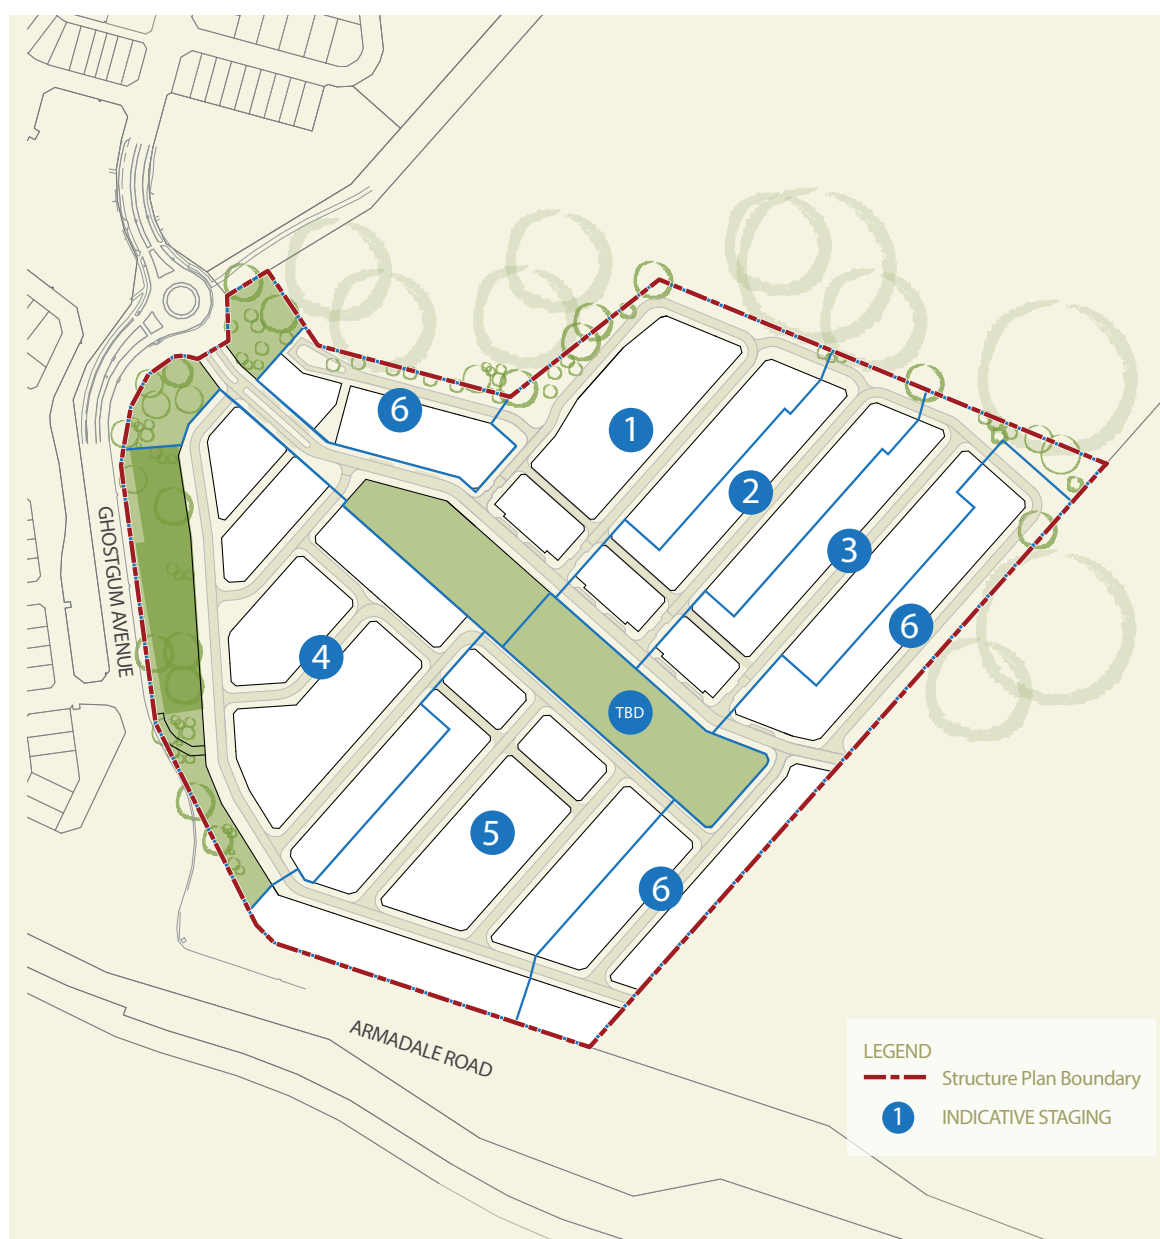 6
1
2
3
GHOSTGUM AVENUE
6
4
TBD
5
6
ARMADALE ROAD
LEGEND
Structure Plan Boundary
1
INDICATIVE STAGING